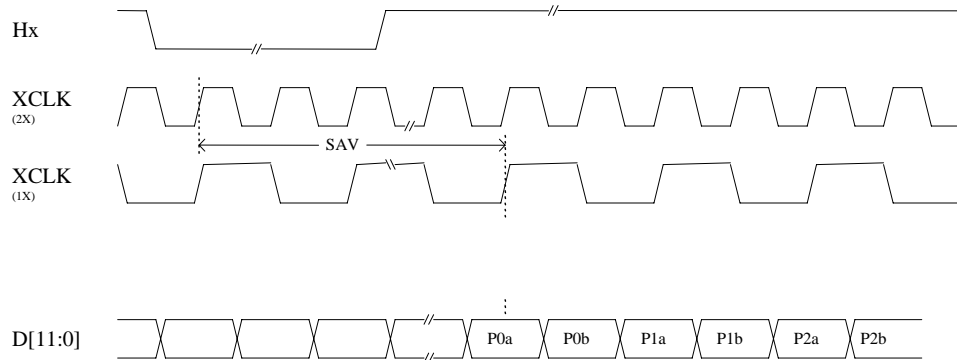 Hx
XCLK
(2X)
SAV
XCLK
(1X)
D[11:0] P0a P0b P1a P1b P2a P2b